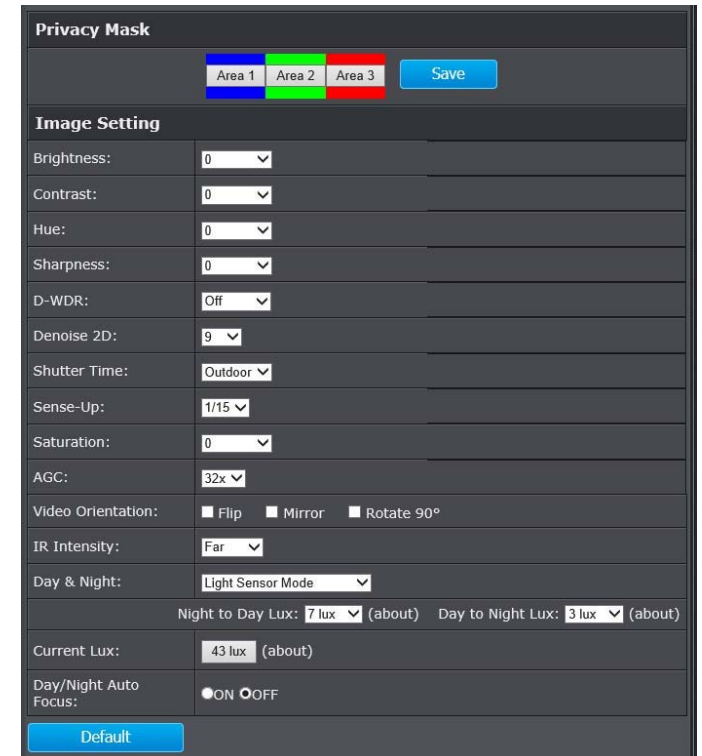 Privacy Mask
Area 1 Area 2 Area 3 Save
Image Setting
Brightness: 0
Contrast: 0
Hue: 0
Sharpness: 0
D-WDR: Off
Denoise 2D: 9
Shutter Time: Outdoor
Sense-Up: 1/15
Saturation: 0
AGC: 32x
Video Orientation: Flip Mirror Rotate 90°
IR Intensity: Far
Day & Night: Light Sensor Mode
Night to Day Lux: 7 lux (about) Day to Night Lux: 3 lux (about)
Current Lux: 43 lux (about)
Day/Night Auto
Focus: ON OFF
Default